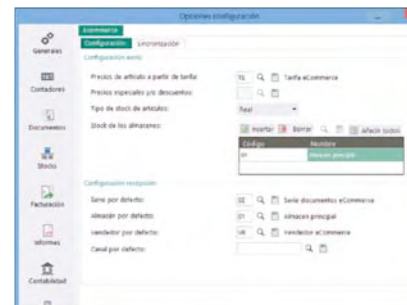 Opciones configuración
Generales
Contadores
Documentos
Stocks
Facturación
Informes
Contabilidad
Ecommerce
Configuración Sincronización
Configuración envío
Precios de artículo a partir de tarifa: Tarifa eCommerce
Precios especiales y/o descuentos:
Tipo de stock de artículos: Real
Stock de los almacenes: Insertar Borrar Añadir todos
Código Nombre
Almacen principal
Configuración recepción
Serie por defecto: SE Serie documentos eCommerce
Almacén por defecto: 01 Almacen principal
Vendedor por defecto: Vendedor eCommerce
Canal por defecto: